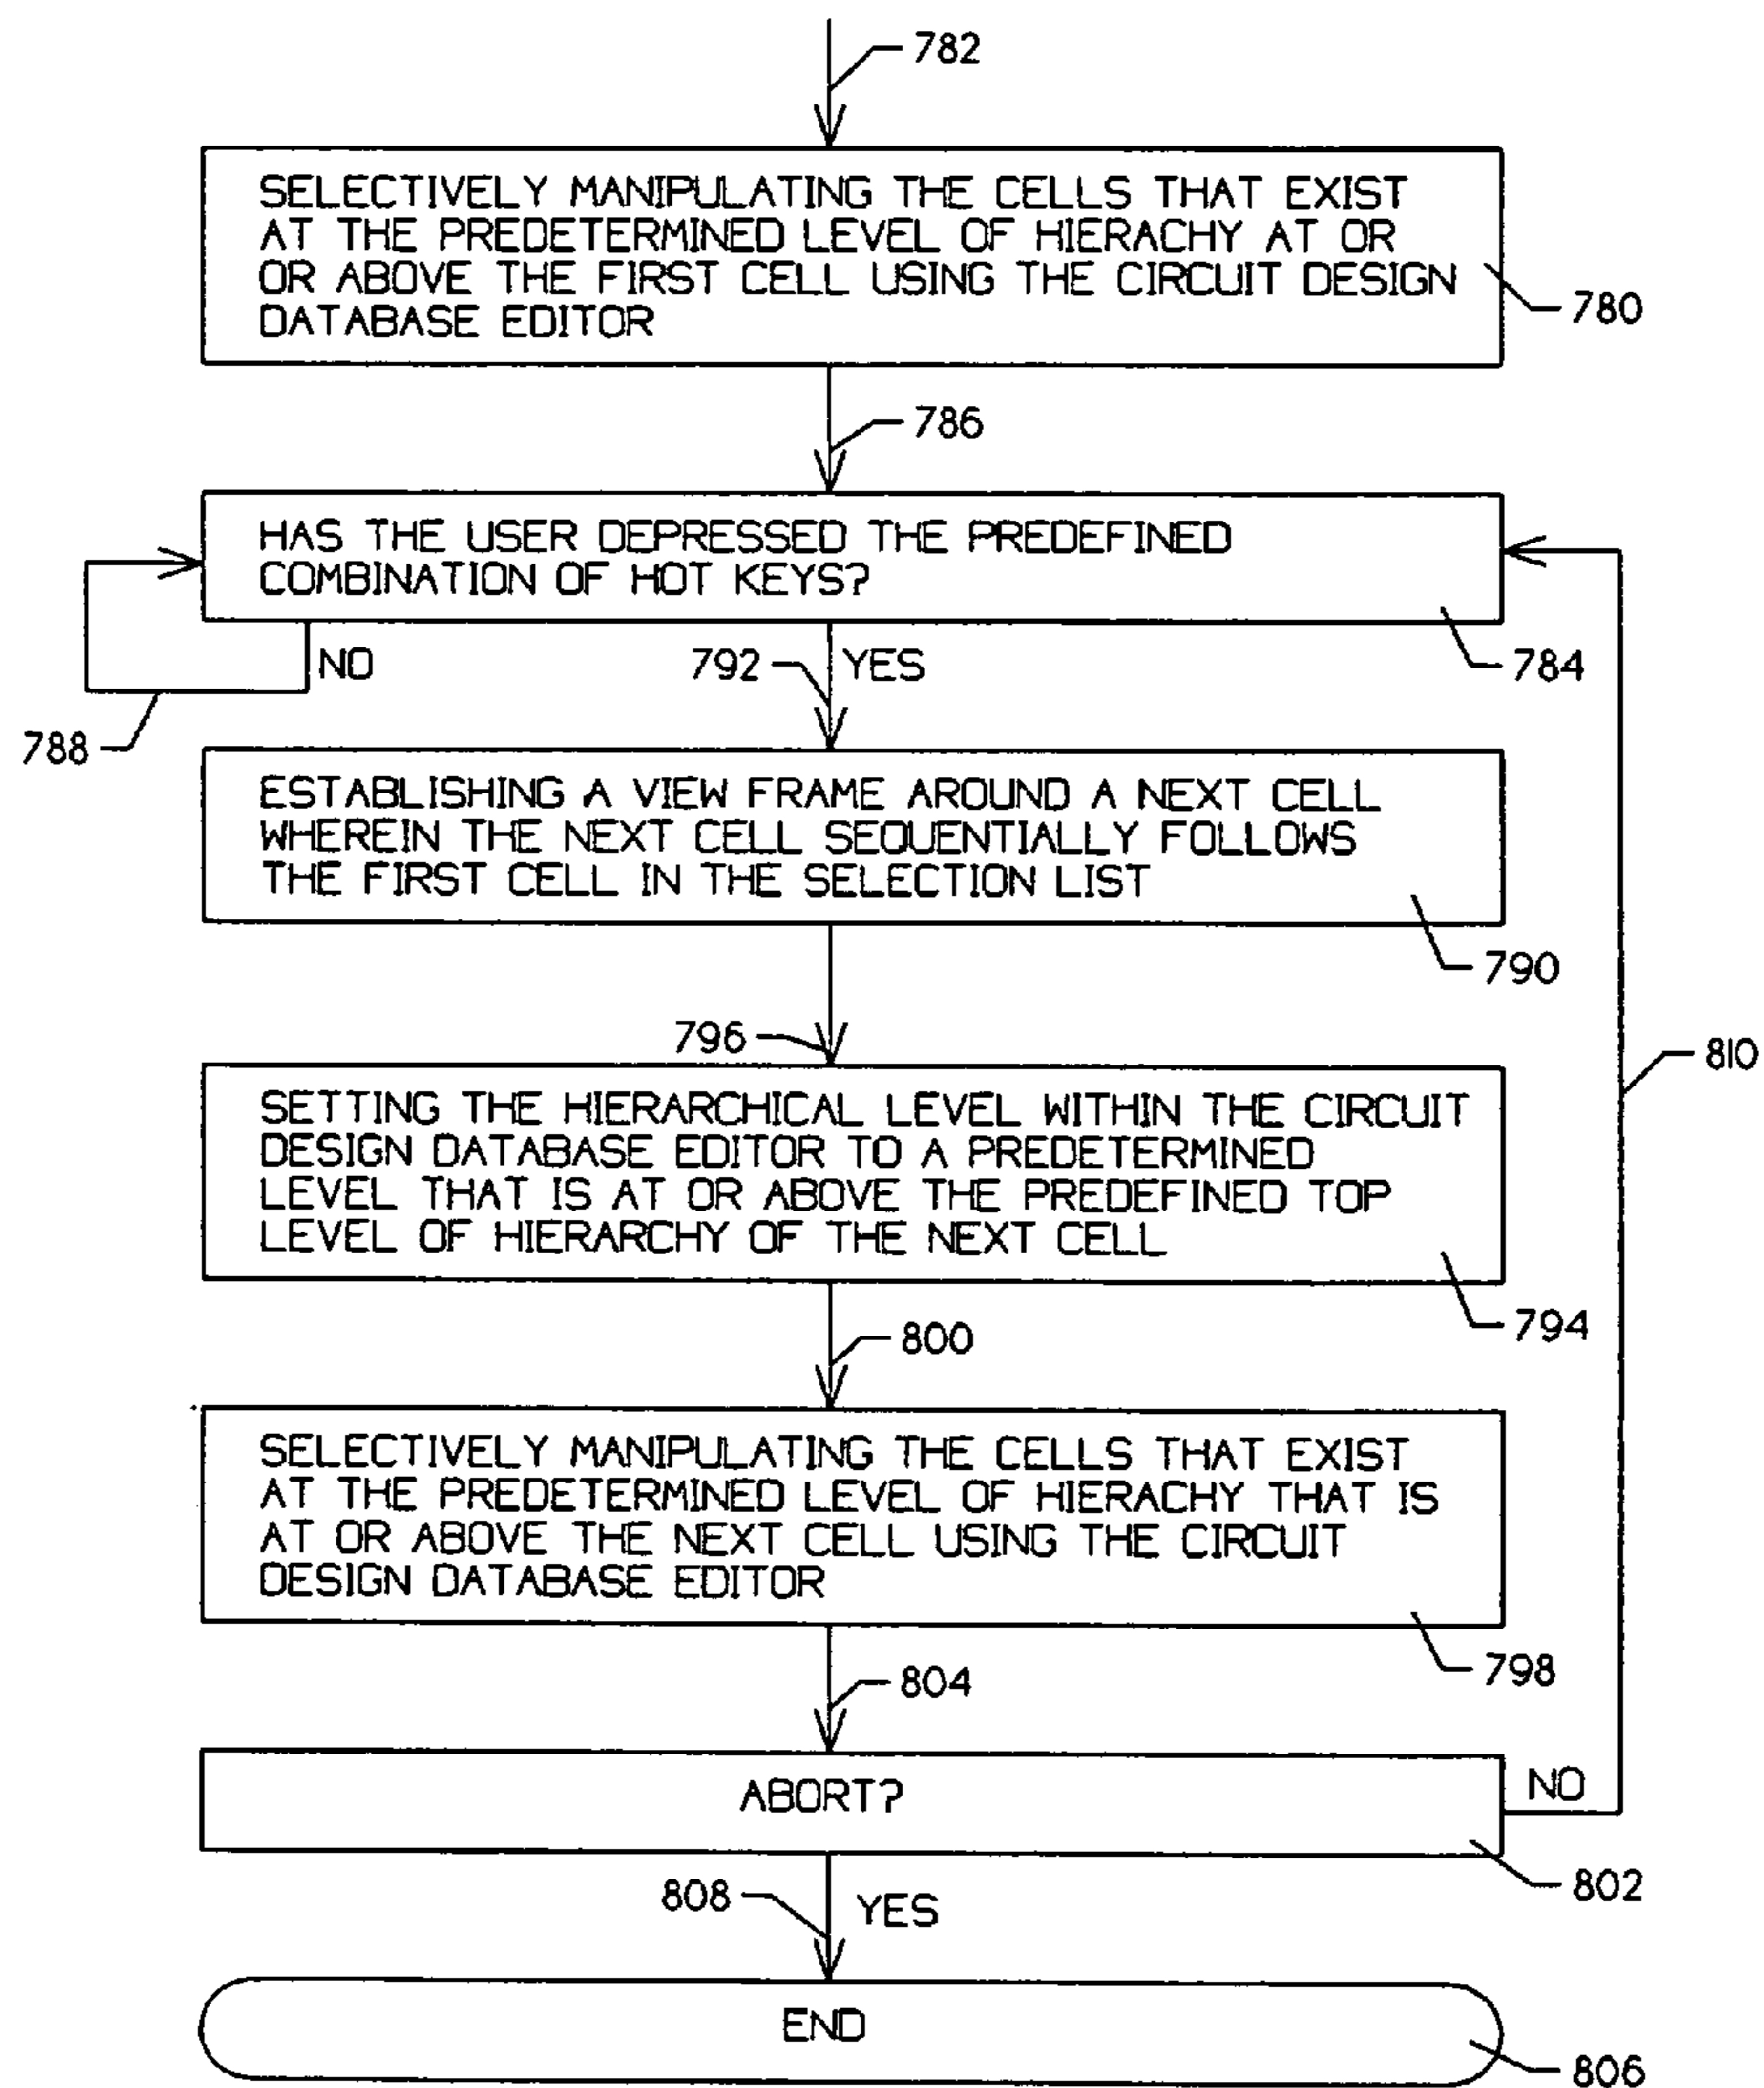 782
SELECTIVELY MANIPULATING THE CELLS THAT EXIST
AT THE PREDETERMINED LEVEL OF HIERACHY AT OR
OR ABOVE THE FIRST CELL USING THE CIRCUIT DESIGN
DATABASE EDITOR
780
786
HAS THE USER DEPRESSED THE PREDEFINED
COMBINATION OF HOT KEYS?
784
NO
788
792
YES
ESTABLISHING A VIEW FRAME AROUND A NEXT CELL
WHEREIN THE NEXT CELL SEQUENTIALLY FOLLOWS
THE FIRST CELL IN THE SELECTION LIST
790
796
810
SETTING THE HIERARCHICAL LEVEL WITHIN THE CIRCUIT
DESIGN DATABASE EDITOR TO A PREDETERMINED
LEVEL THAT IS AT OR ABOVE THE PREDEFINED TOP
LEVEL OF HIERARCHY OF THE NEXT CELL
794
800
SELECTIVELY MANIPULATING THE CELLS THAT EXIST
AT THE PREDETERMINED LEVEL OF HIERACHY THAT IS
AT OR ABOVE THE NEXT CELL USING THE CIRCUIT
DESIGN DATABASE EDITOR
798
804
ABORT?
NO
802
808
YES
END
806